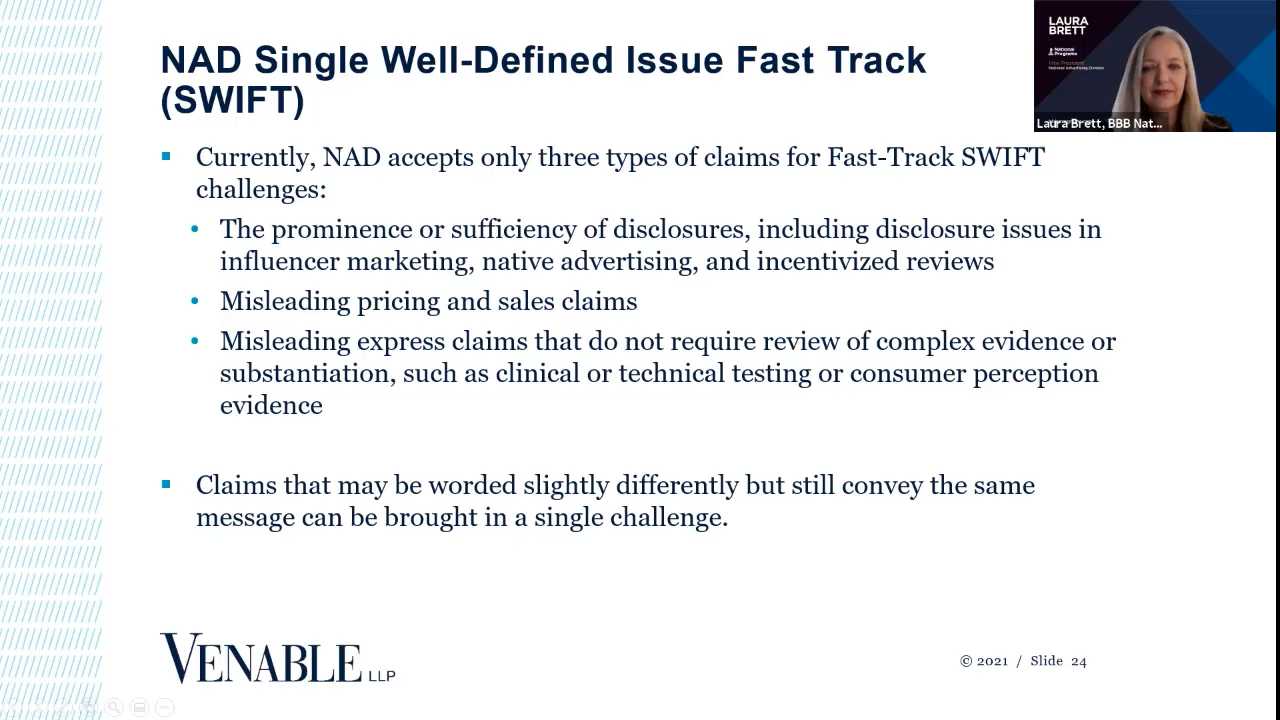 NAD Single Well-Defined Issue Fast Track
(SWIFT)
LAURA
BRETT
National
Programs
Vice President
National Advertising Division
Laura Brett, BBB Nat...
Currently, NAD accepts only three types of claims for Fast-Track SWIFT
challenges:
The prominence or sufficiency of disclosures, including disclosure issues in
influencer marketing, native advertising, and incentivized reviews
Misleading pricing and sales claims
Misleading express claims that do not require review of complex evidence or
substantiation, such as clinical or technical testing or consumer perception
evidence
Claims that may be worded slightly differently but still convey the same
message can be brought in a single challenge.
VENABLE LLP
© 2021 / Slide 24